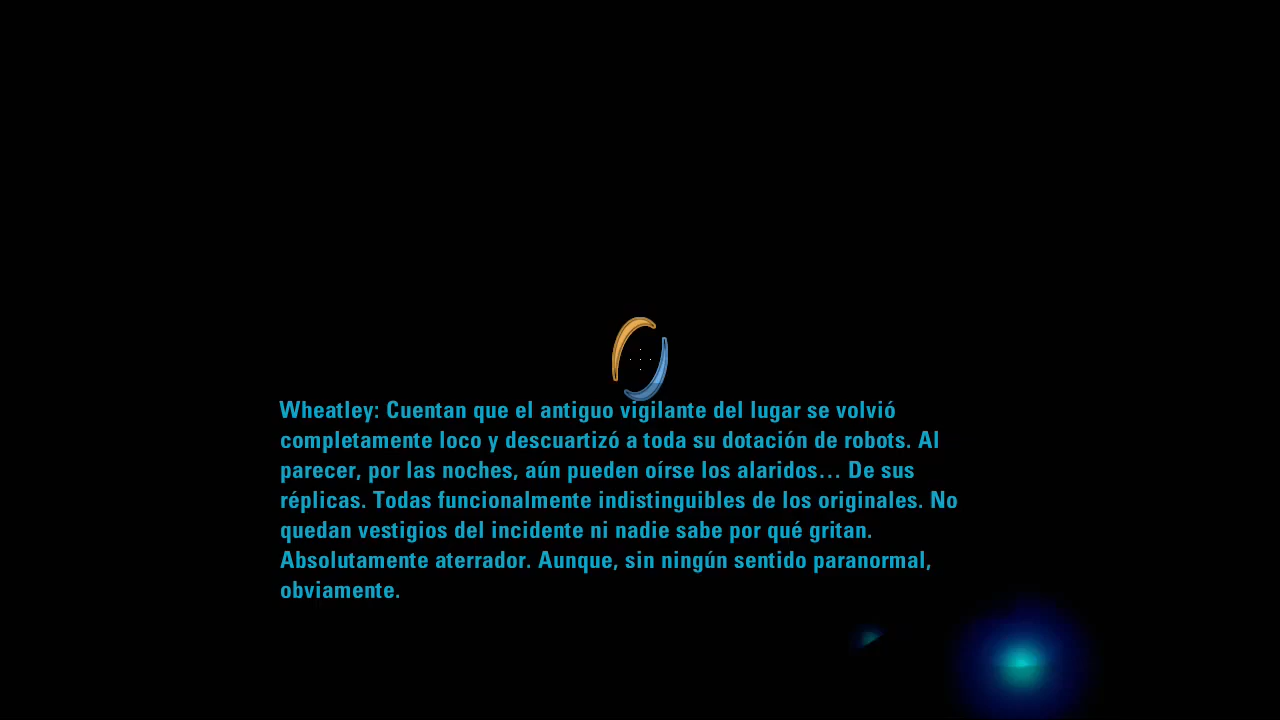 Wheatley: Cuentan que el antiguo vigilante del lugar se volvió
completamente loco y descuartizó a toda su dotación de robots. Al
parecer, por las noches, aún pueden oírse los alaridos… De sus
réplicas. Todas funcionalmente indistinguibles de los originales. No
quedan vestigios del incidente ni nadie sabe por qué gritan.
Absolutamente aterrador. Aunque, sin ningún sentido paranormal,
obviamente.